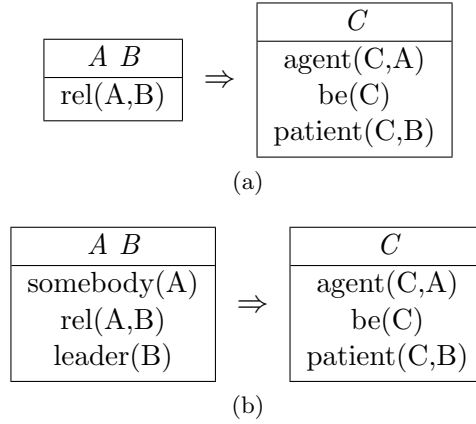 A B
rel(A,B)
⇒
C
agent(C,A)
be(C)
patient(C,B)
(a)
A B
somebody(A)
rel(A,B)
leader(B)
⇒
C
agent(C,A)
be(C)
patient(C,B)
(b)